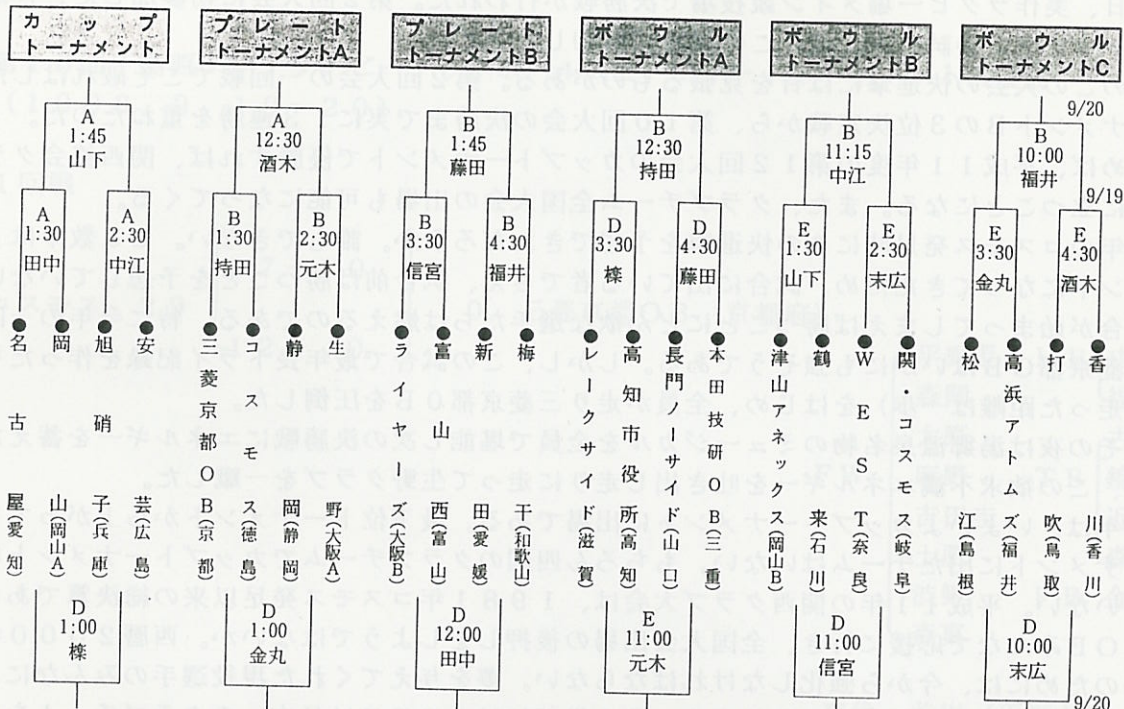 カップトーナメント
プレートトーナメントA
プレートトーナメントB
ボウルトーナメントA
ボウルトーナメントB
ボウルトーナメントC
9/20
A 1:45 山下
A 12:30 酒木
B 1:45 藤田
B 12:30 持田
B 11:15 中江
B 10:00 福井
9/19
A 1:30 田中
A 2:30 中江
B 1:30 持田
B 2:30 元木
B 3:30 信宮
B 4:30 福井
D 3:30 榛
D 4:30 藤田
E 1:30 山下
E 2:30 末広
E 3:30 金丸
E 4:30 酒木
名古屋(愛知)
岡山(岡山A)
旭硝子(兵庫)
安芸(広島)
三菱京都OB(京都)
コスモス(徳島)
静岡(静岡)
生野(大阪A)
ライヤーズ(大阪B)
富山西(富山)
新田(愛媛)
梅干(和歌山)
レークサイド(滋賀)
高知市役所(高知)
長門ノーサイド(山口)
本田技研OB(三重)
津山アネックス(岡山B)
鶴来(石川)
WEST(奈良)
関・コスモス(岐阜)
松江(島根)
高浜アトムズ(福井)
打吹(鳥取)
香川(香川)
D 1:00 榛
D 1:00 金丸
D 12:00 田中
E 11:00 元木
D 11:00 信宮
D 10:00 末広
9/20